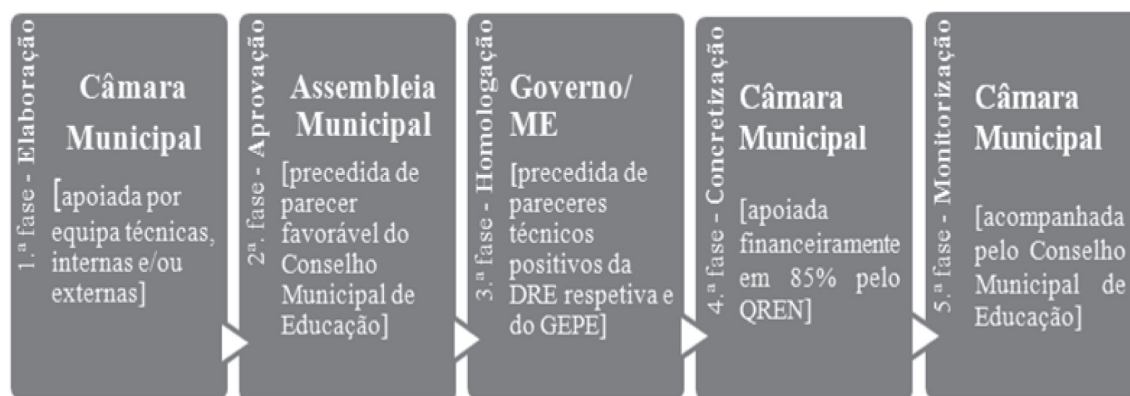 1.ª fase - Elaboração
Câmara
Municipal
[apoiada por
equipa técnicas,
internas e/ou
externas]
2ª. fase - Aprovação
Assembleia
Municipal
[precedida de
parecer
favorável do
Conselho
Municipal de
Educação]
3.ª fase - Homologação
Governo/
ME
[precedida de
pareceres
técnicos
positivos da
DRE respetiva e
do GEPE]
4.ª fase - Concretização
Câmara
Municipal
[apoiada
financeiramente
em 85% pelo
QREN]
5.ª fase - Monitorização
Câmara
Municipal
[acompanhada
pelo Conselho
Municipal de
Educação]